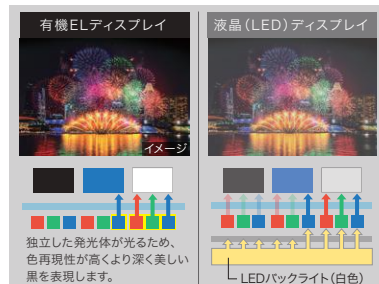 有機ELディスプレイ
イメージ
独立した発光体が光るため、
色再現性が高くより深く美しい
黒を表現します。
液晶(LED)ディスプレイ
LEDバックライト(白色)